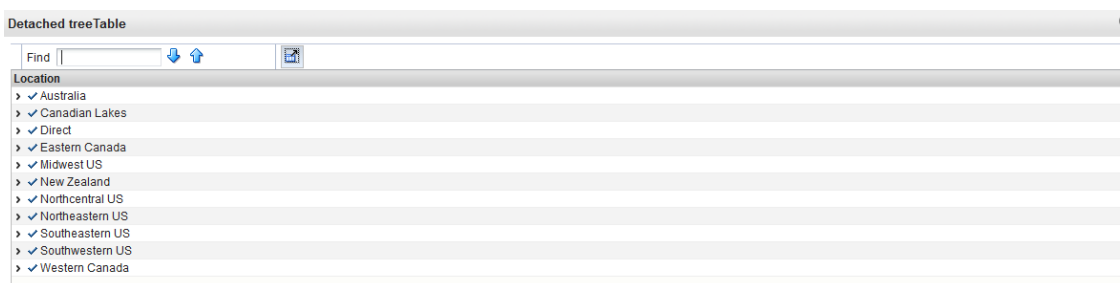 Detached treeTable
Find
Location
Australia
Canadian Lakes
Direct
Eastern Canada
Midwest US
New Zealand
Northcentral US
Northeastern US
Southeastern US
Southwestern US
Western Canada